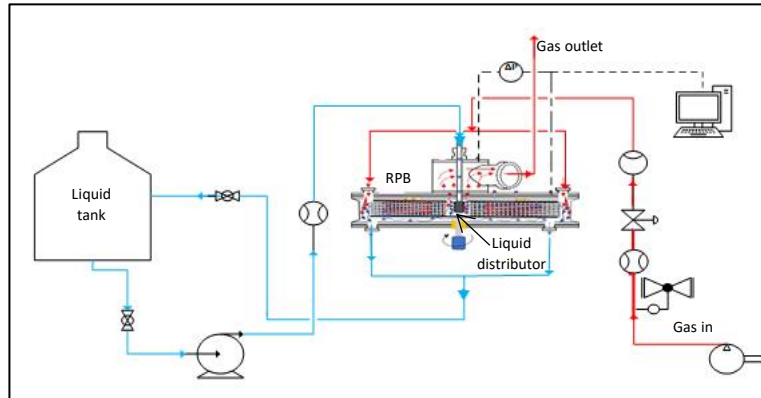 Gas outlet
ΔP
RPB
Liquid
tank
Liquid
distributor
Gas in